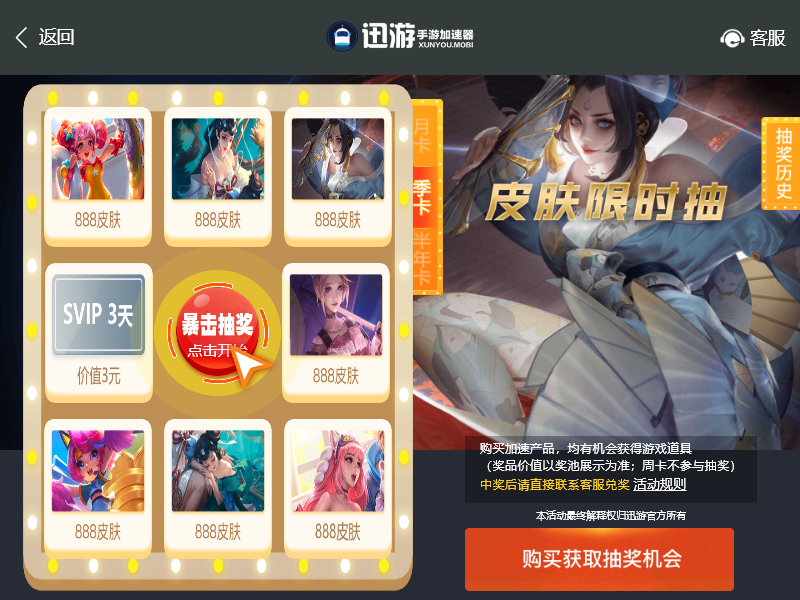 返回
迅游手游加速器
XUNYOU.MOBI
客服
月卡
季卡
半年卡
抽奖历史
皮肤限时抽
888皮肤
888皮肤
888皮肤
SVIP 3天
价值3元
暴击抽奖
点击开始
888皮肤
888皮肤
888皮肤
888皮肤
购买加速产品，均有机会获得游戏道具
（奖品价值以奖池展示为准；周卡不参与抽奖）
中奖后请直接联系客服兑奖 活动规则
本活动最终解释权归迅游官方所有
购买获取抽奖机会